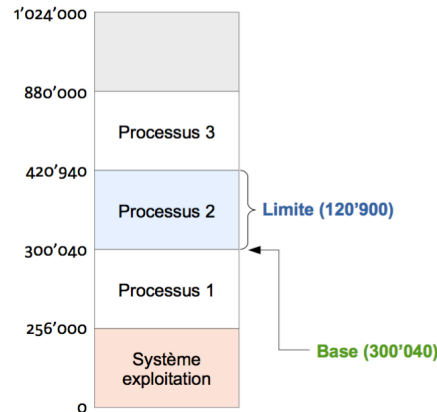 1’024’000
880’000
Processus 3
420’940
Processus 2
Limite (120’900)
300’040
Processus 1
256’000
Base (300’040)
Système
exploitation
0